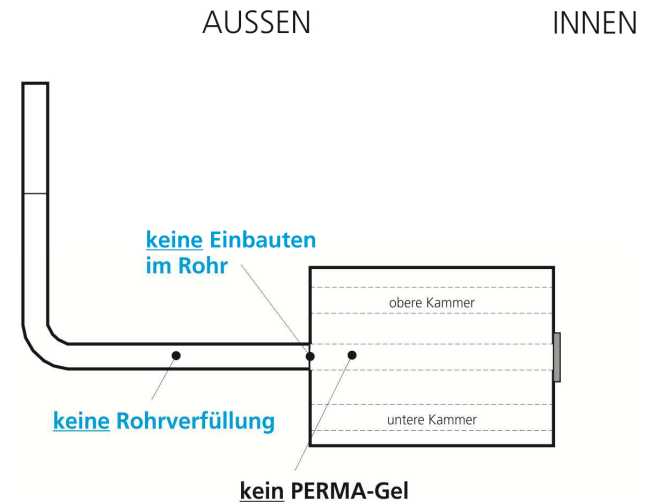 AUSSEN
INNEN
keine Einbauten
im Rohr
obere Kammer
keine Rohrverfüllung
untere Kammer
kein PERMA-Gel